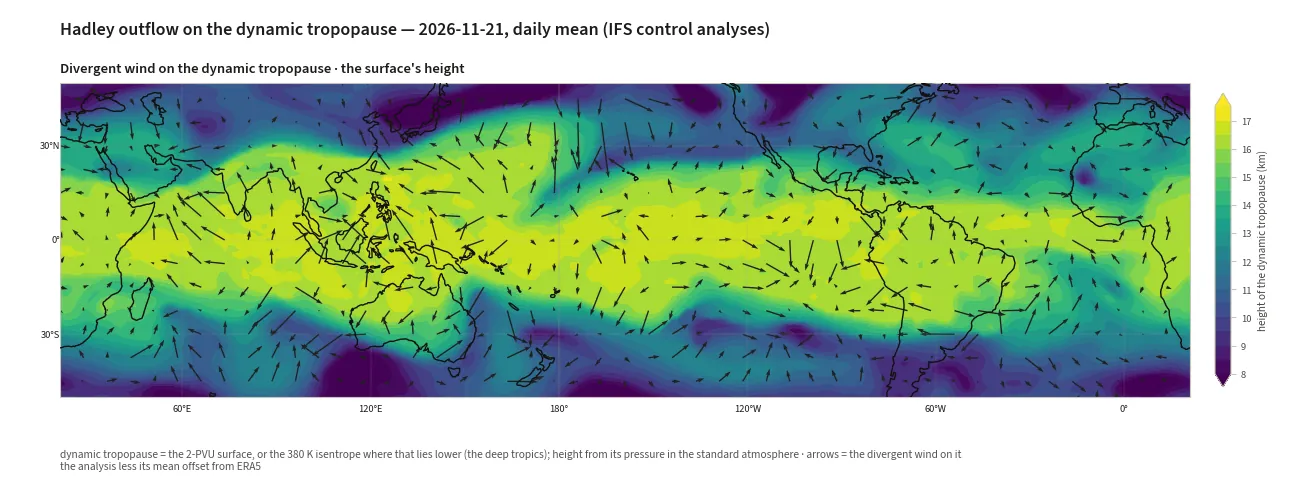 Hadley outflow on the dynamic tropopause — 2026-11-21, daily mean (IFS control analyses)
Divergent wind on the dynamic tropopause · the surface's height
30°N
0°
30°S
60°E
120°E
180°
120°W
60°W
0°
17
16
15
14
13
12
11
10
9
8
height of the dynamic tropopause (km)
dynamic tropopause = the 2-PVU surface, or the 380 K isentrope where that lies lower (the deep tropics); height from its pressure in the standard atmosphere · arrows = the divergent wind on it
the analysis less its mean offset from ERA5